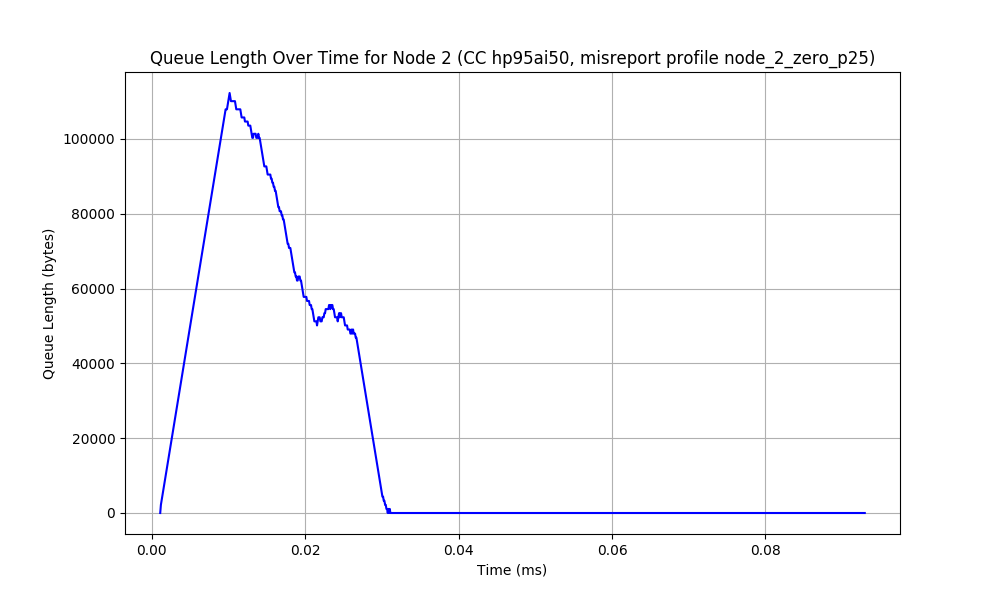 Queue Length Over Time for Node 2 (CC hp95ai50, misreport profile node_2_zero_p25)
100000
80000
60000
40000
20000
0
Queue Length (bytes)
0.00 0.02 0.04 0.06 0.08
Time (ms)